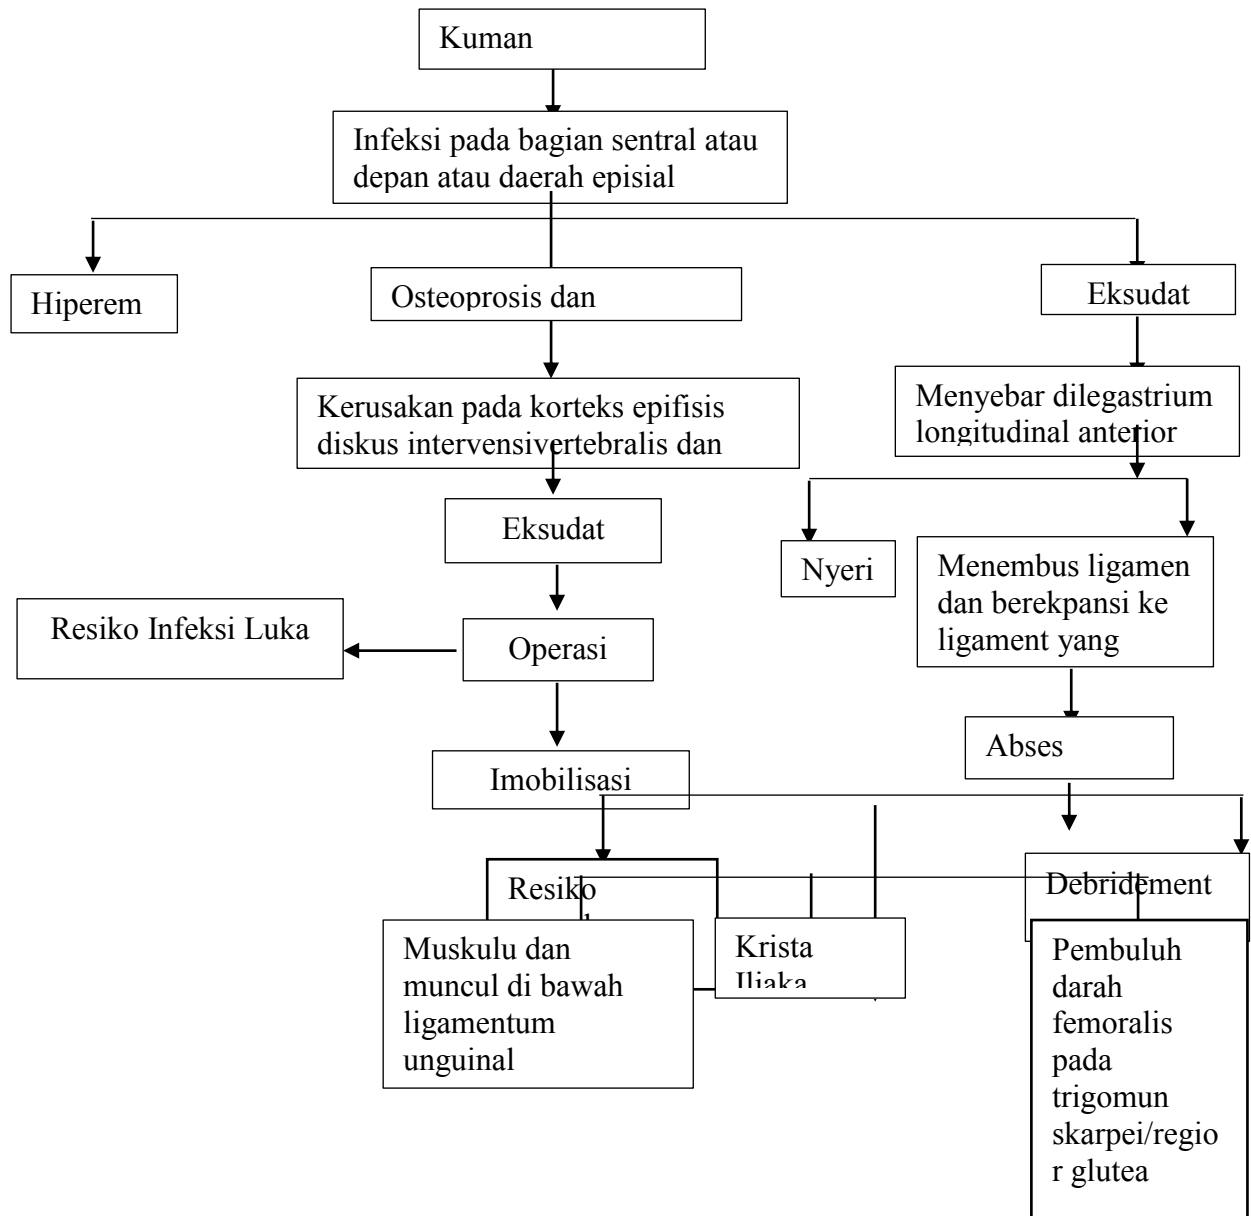 Kuman
Infeksi pada bagian sentral atau
depan atau daerah episial
Hiperem
Osteoprosis dan
Eksudat
Kerusakan pada korteks epifisis
diskus intervensivertebralis dan
Menyebar dilegastrium
longitudinal anterior
Eksudat
Nyeri
Menembus ligamen
dan berekpansi ke
ligament yang
Resiko Infeksi Luka
Operasi
Abses
Imobilisasi
Resiko
Debridement
Muskulu dan
muncul di bawah
ligamentum
unguinal
Krista
Iliaka
Pembuluh
darah
femoralis
pada
trigomun
skarpei/regio
r glutea